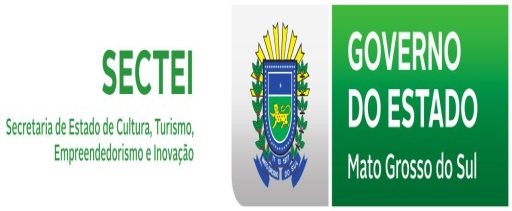 SECTEI
Secretaria de Estado de Cultura, Turismo,
Empreendedorismo e Inovação
GOVERNO
DO ESTADO
Mato Grosso do Sul